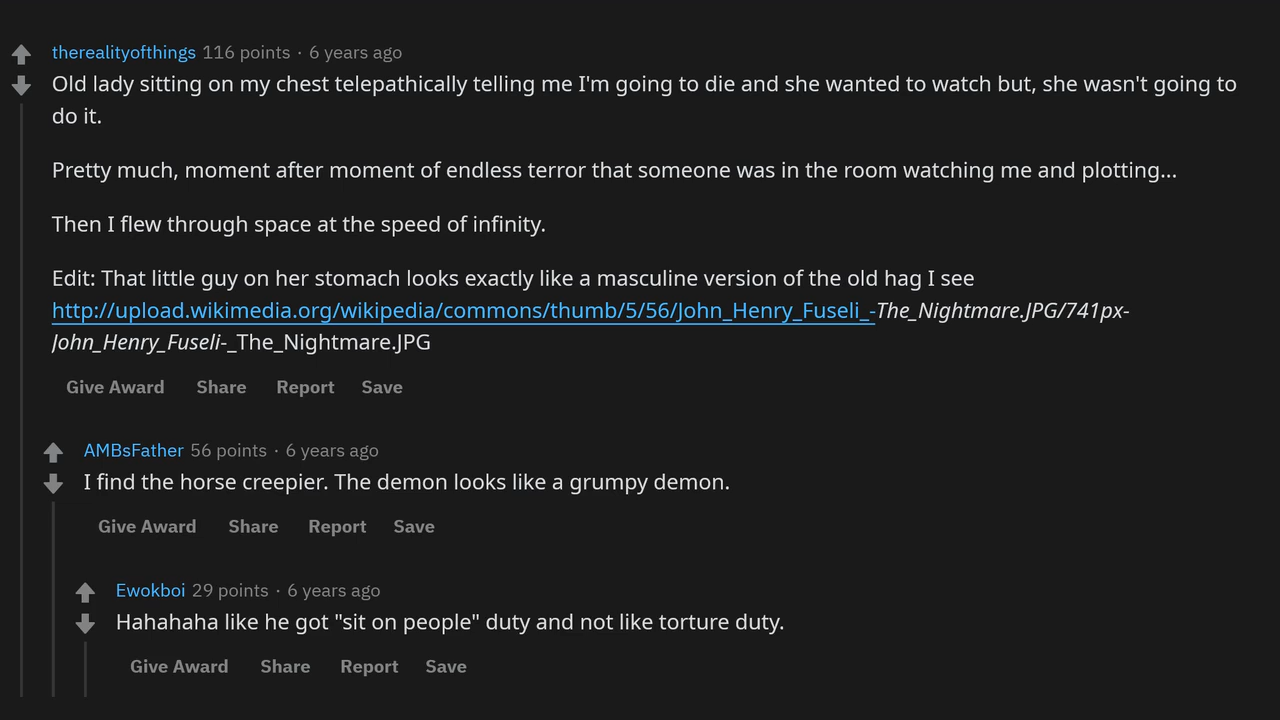 therealityofthings 116 points · 6 years ago
Old lady sitting on my chest telepathically telling me I'm going to die and she wanted to watch but, she wasn't going to
do it.
Pretty much, moment after moment of endless terror that someone was in the room watching me and plotting...
Then I flew through space at the speed of infinity.
Edit: That little guy on her stomach looks exactly like a masculine version of the old hag I see
http://upload.wikimedia.org/wikipedia/commons/thumb/5/56/John_Henry_Fuseli_-The_Nightmare.JPG/741px-
John_Henry_Fuseli-_The_Nightmare.JPG
Give Award Share Report Save
AMBsFather 56 points · 6 years ago
I find the horse creepier. The demon looks like a grumpy demon.
Give Award Share Report Save
Ewokboi 29 points · 6 years ago
Hahahaha like he got "sit on people" duty and not like torture duty.
Give Award Share Report Save